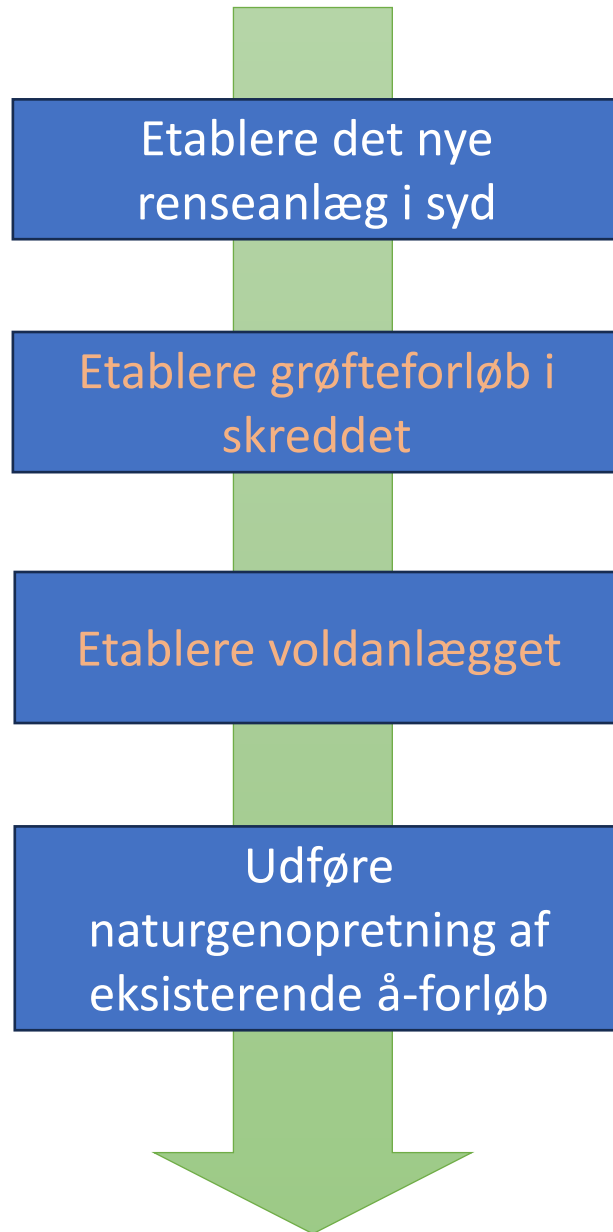 Etablere det nye
renseanlæg i syd
Etablere grøfteforløb i
skreddet
Etablere voldanlægget
Udføre
naturgenopretning af
eksisterende å-forløb